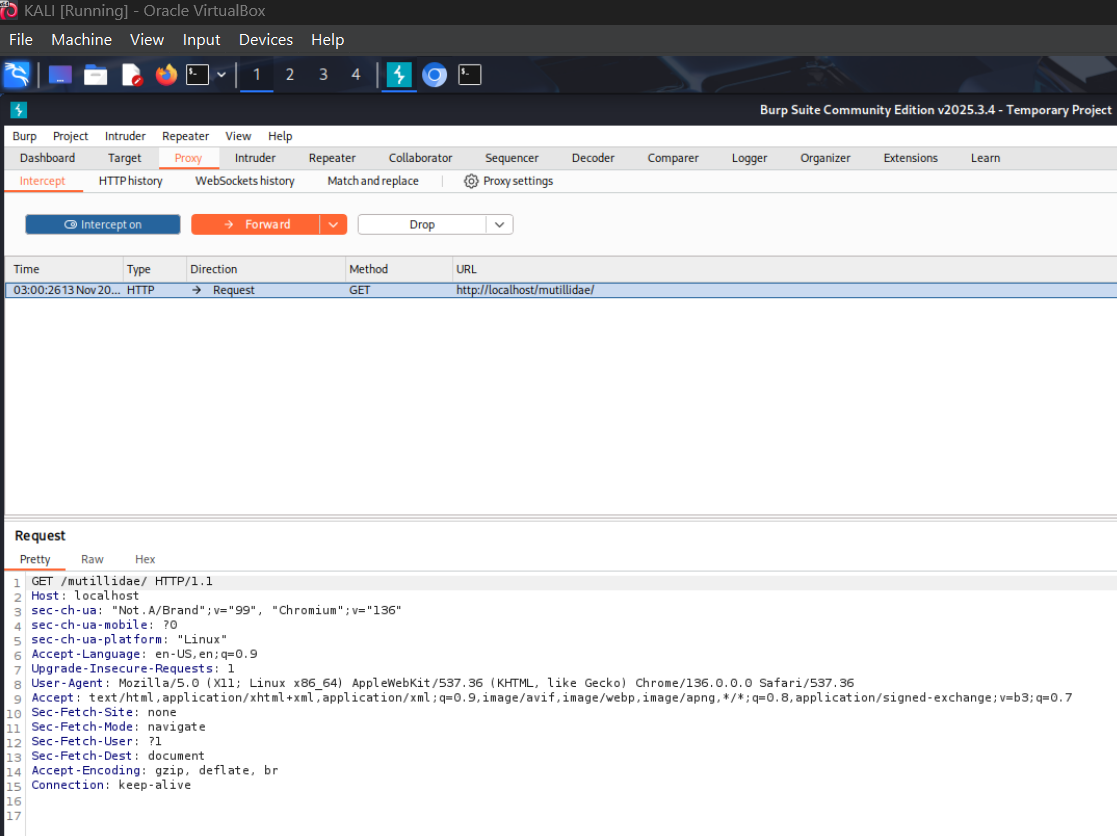 KALI [Running] - Oracle VirtualBox
File Machine View Input Devices Help
1 2 3 4
Burp Suite Community Edition v2025.3.4 - Temporary Project
Burp Project Intruder Repeater View Help
Dashboard Target Proxy Intruder Repeater Collaborator Sequencer Decoder Comparer Logger Organizer Extensions Learn
Intercept HTTP history WebSockets history Match and replace Proxy settings
Intercept on Forward Drop
Time Type Direction Method URL
03:00:26 13 Nov 20... HTTP → Request GET http://localhost/mutillidae/
Request
Pretty Raw Hex
1 GET /mutillidae/ HTTP/1.1
2 Host: localhost
3 sec-ch-ua: "Not.A/Brand";v="99", "Chromium";v="136"
4 sec-ch-ua-mobile: ?0
5 sec-ch-ua-platform: "Linux"
6 Accept-Language: en-US,en;q=0.9
7 Upgrade-Insecure-Requests: 1
8 User-Agent: Mozilla/5.0 (X11; Linux x86_64) AppleWebKit/537.36 (KHTML, like Gecko) Chrome/136.0.0.0 Safari/537.36
9 Accept: text/html,application/xhtml+xml,application/xml;q=0.9,image/avif,image/webp,image/apng,*/*;q=0.8,application/signed-exchange;v=b3;q=0.7
10 Sec-Fetch-Site: none
11 Sec-Fetch-Mode: navigate
12 Sec-Fetch-User: ?1
13 Sec-Fetch-Dest: document
14 Accept-Encoding: gzip, deflate, br
15 Connection: keep-alive
16
17